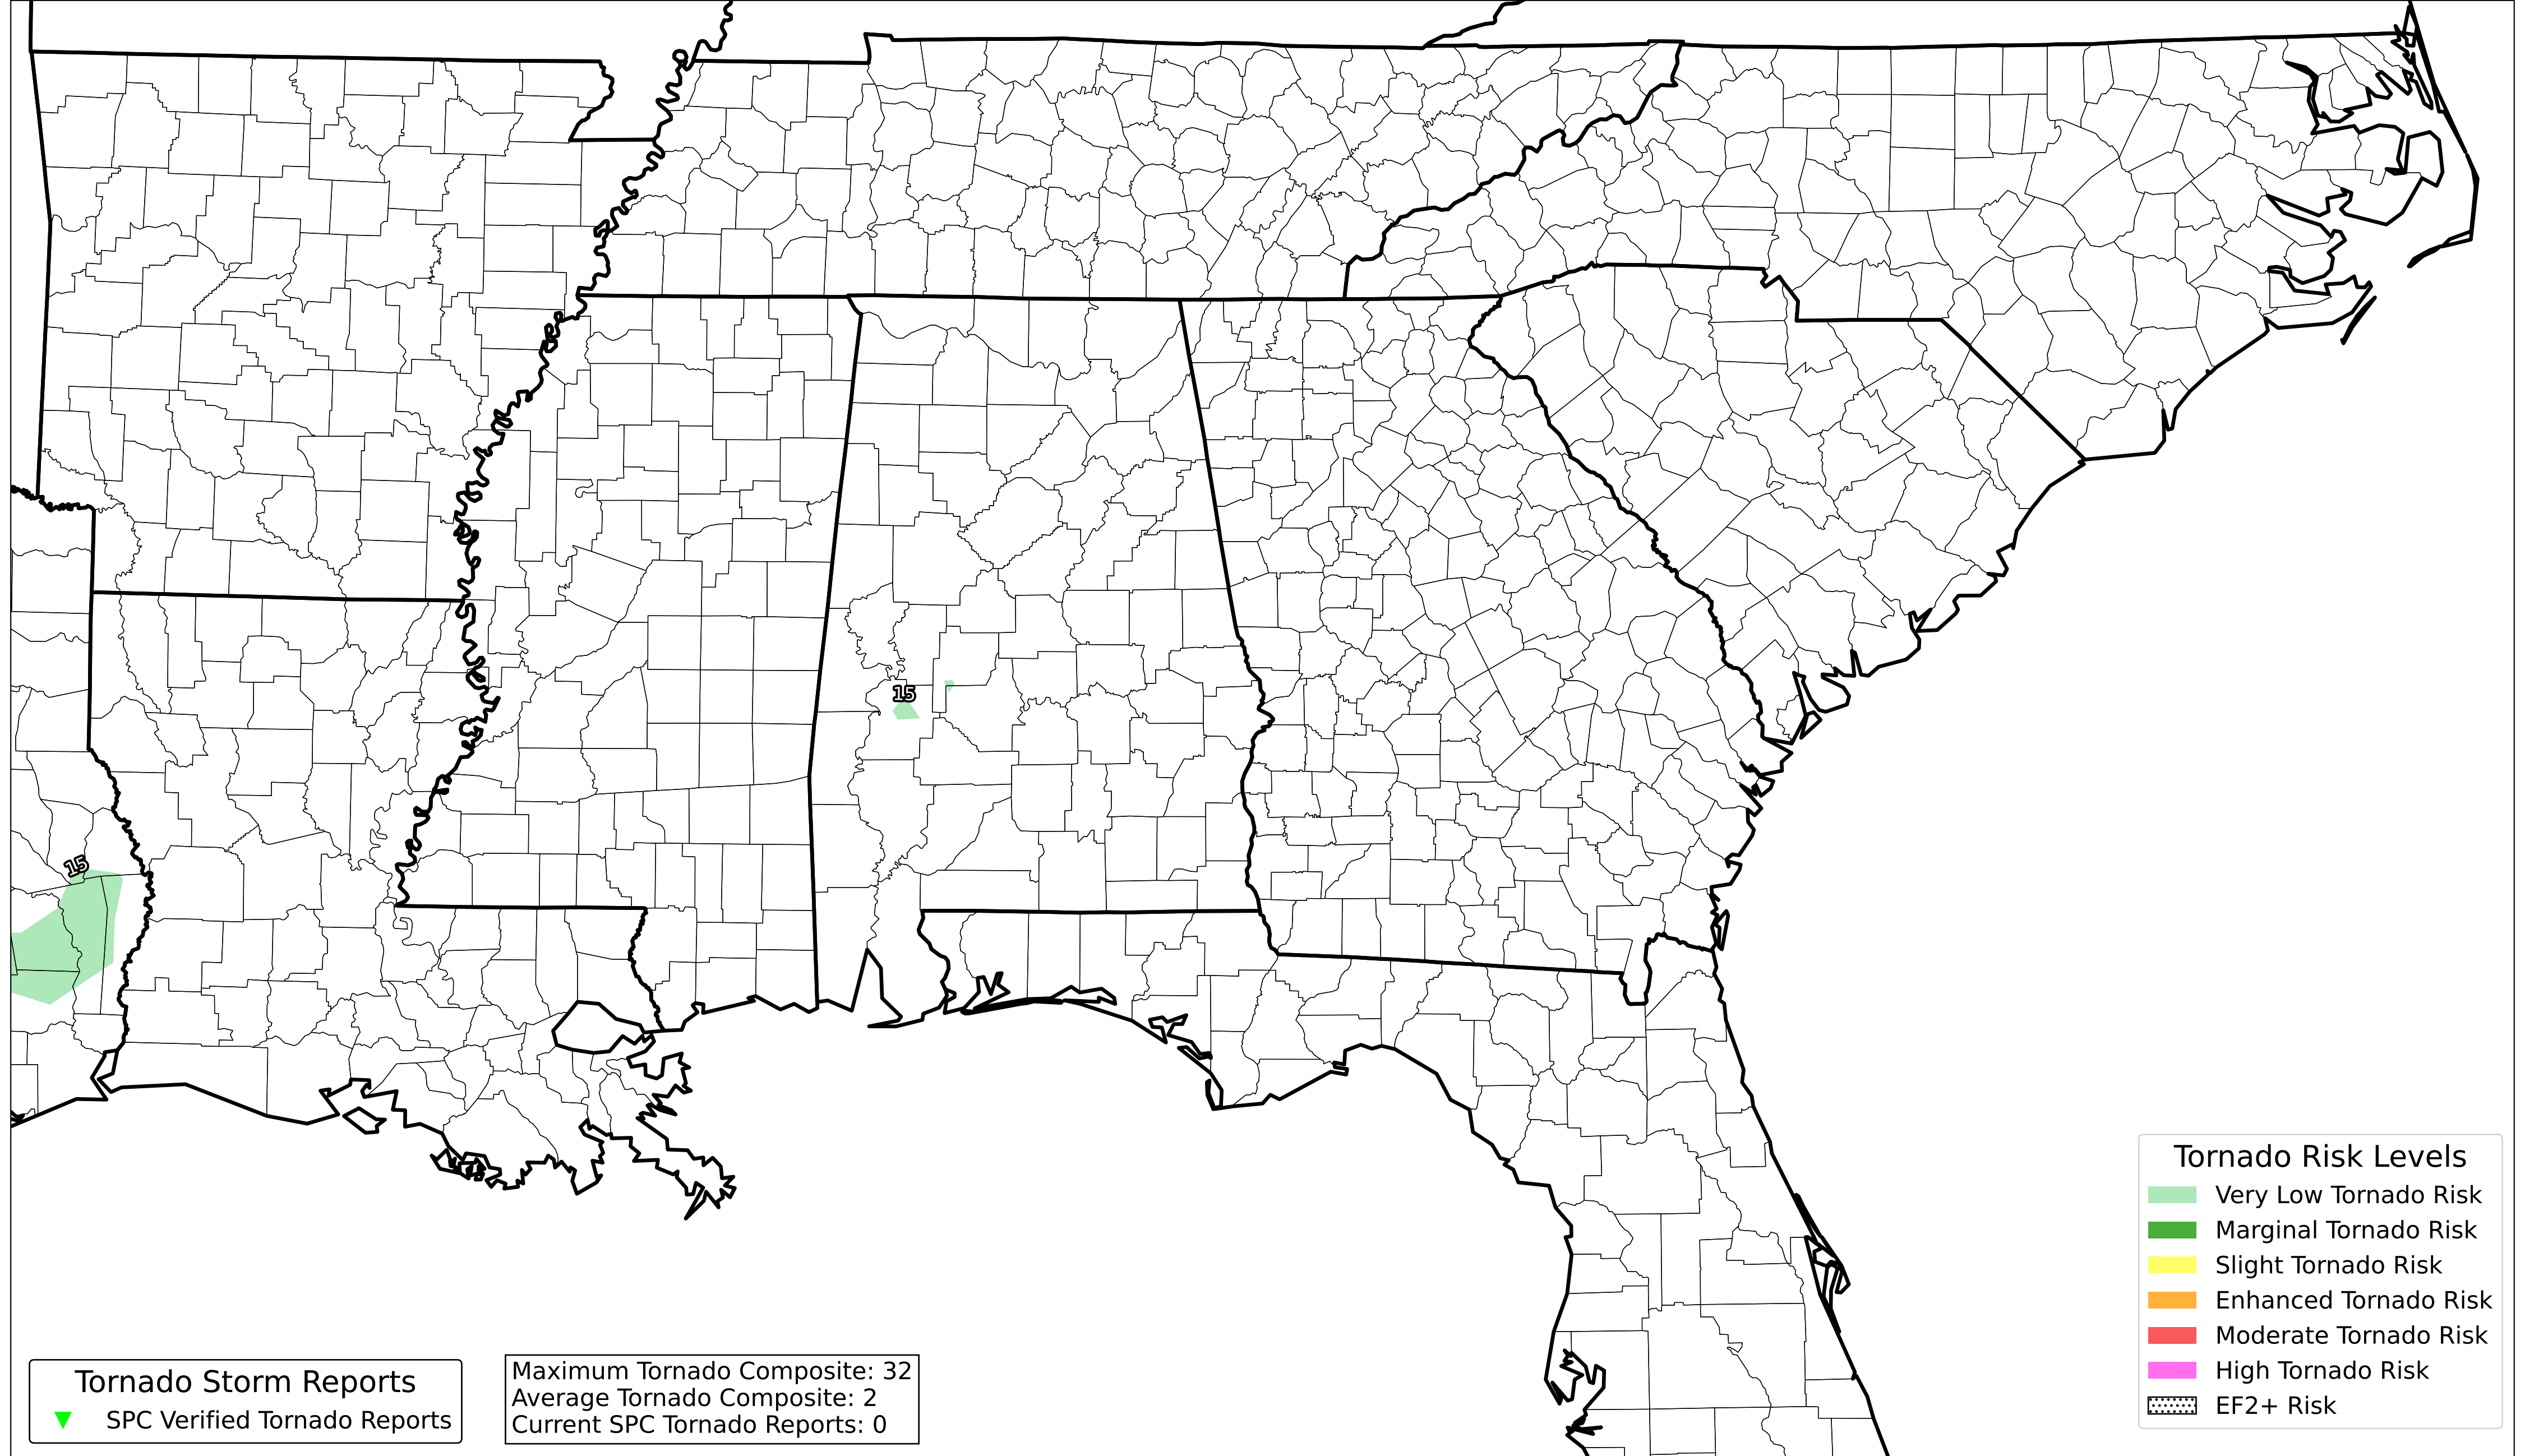 15
15
Tornado Storm Reports
SPC Verified Tornado Reports
Maximum Tornado Composite: 32
Average Tornado Composite: 2
Current SPC Tornado Reports: 0
Tornado Risk Levels
Very Low Tornado Risk
Marginal Tornado Risk
Slight Tornado Risk
Enhanced Tornado Risk
Moderate Tornado Risk
High Tornado Risk
EF2+ Risk